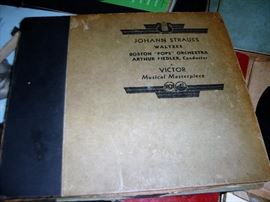 JOHANN STRAUSS
WALTZES
BOSTON "POPS" ORCHESTRA
ARTHUR FIEDLER, Conductor
VICTOR
Musical Masterpiece